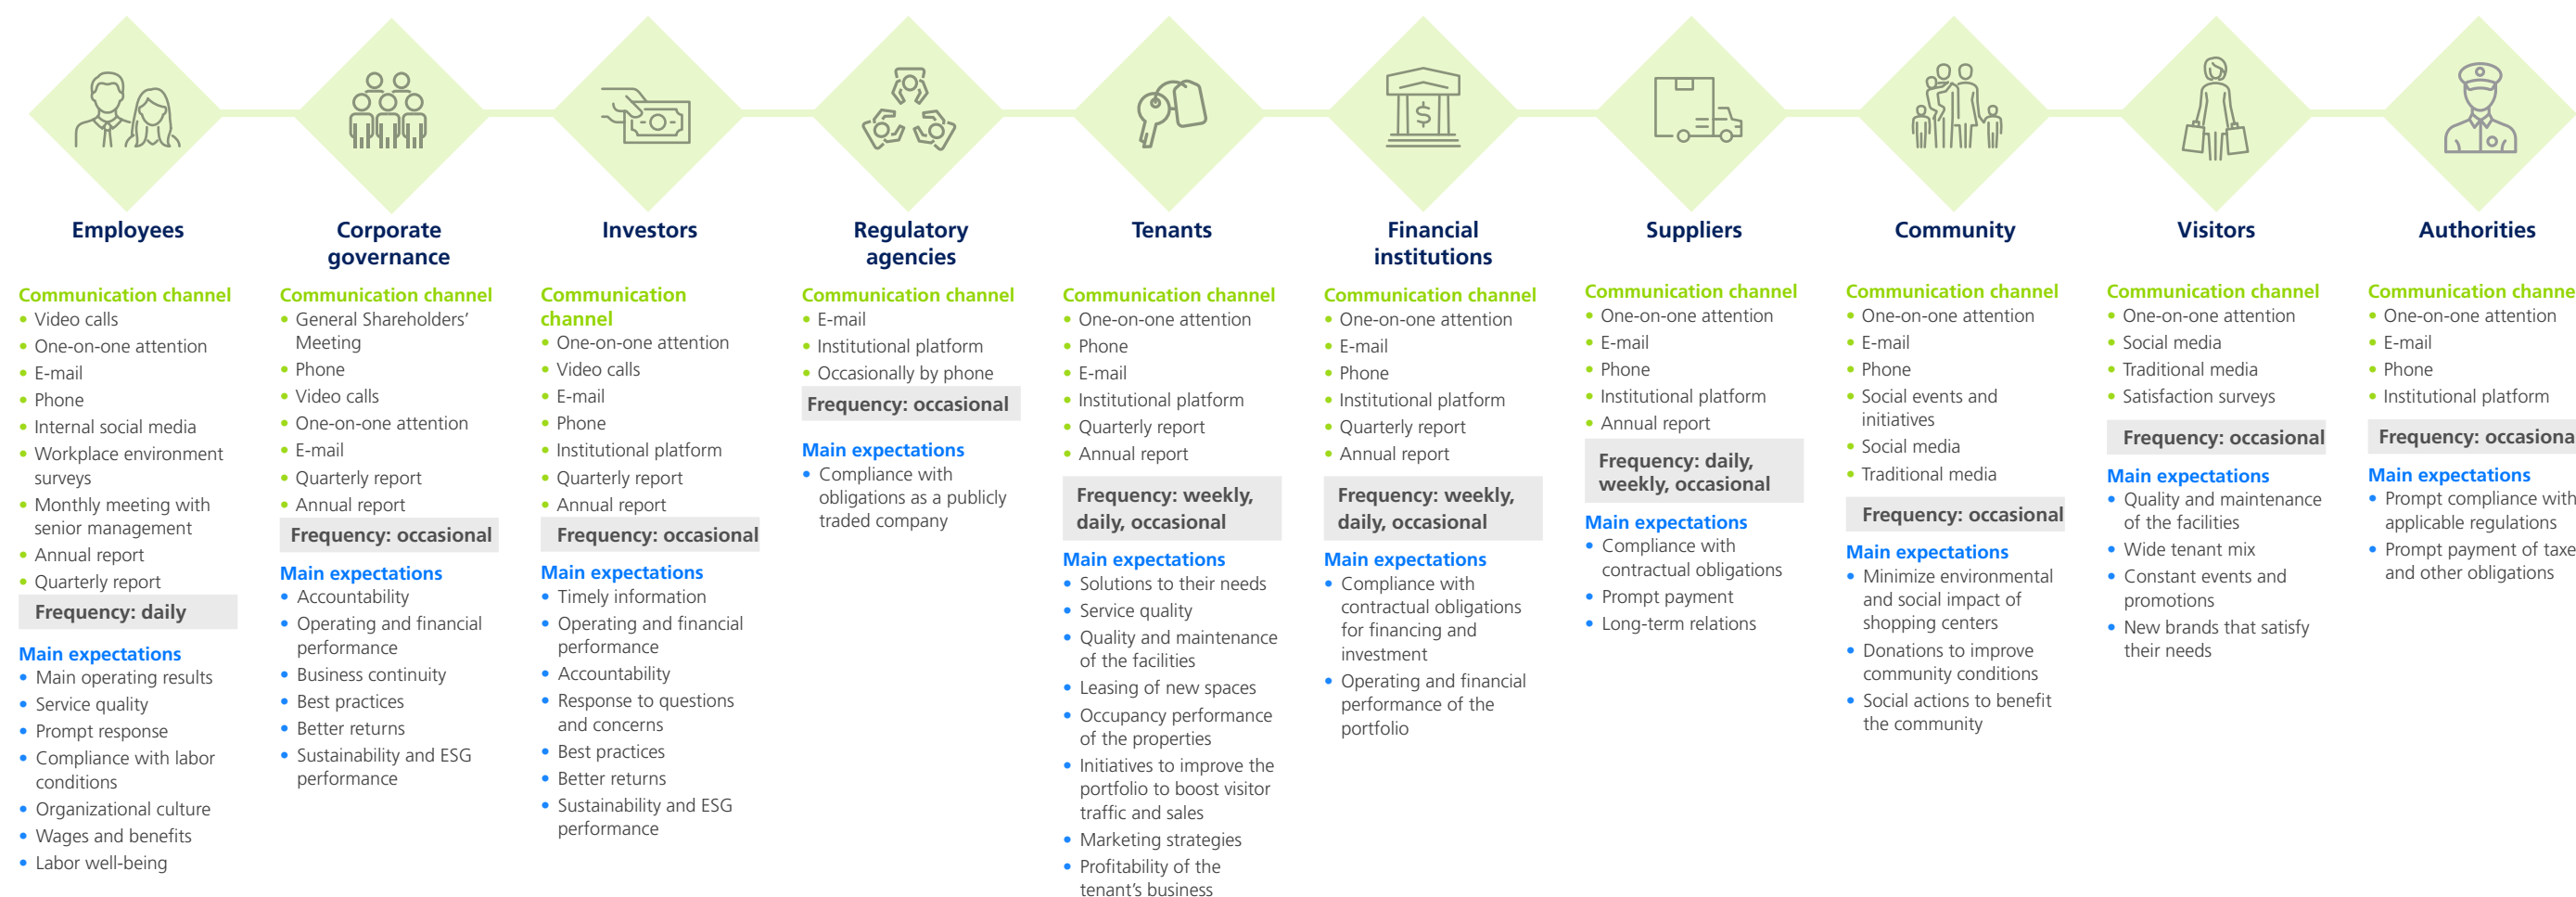 Employees
Communication channel
• Video calls
• One-on-one attention
• E-mail
• Phone
• Internal social media
• Workplace environment
surveys
• Monthly meeting with
senior management
• Annual report
• Quarterly report
Frequency: daily
Main expectations
• Main operating results
• Service quality
• Prompt response
• Compliance with labor
conditions
• Organizational culture
• Wages and benefits
• Labor well-being
Corporate
governance
Communication channel
• General Shareholders’
Meeting
• Phone
• Video calls
• One-on-one attention
• E-mail
• Quarterly report
• Annual report
Frequency: occasional
Main expectations
• Accountability
• Operating and financial
performance
• Business continuity
• Best practices
• Better returns
• Sustainability and ESG
performance
Investors
Communication
channel
• One-on-one attention
• Video calls
• E-mail
• Phone
• Institutional platform
• Quarterly report
• Annual report
Frequency: occasional
Main expectations
• Timely information
• Operating and financial
performance
• Accountability
• Response to questions
and concerns
• Best practices
• Better returns
• Sustainability and ESG
performance
Regulatory
agencies
Communication channel
• E-mail
• Institutional platform
• Occasionally by phone
Frequency: occasional
Main expectations
• Compliance with
obligations as a publicly
traded company
Tenants
Communication channel
• One-on-one attention
• Phone
• E-mail
• Institutional platform
• Quarterly report
• Annual report
Frequency: weekly,
daily, occasional
Main expectations
• Solutions to their needs
• Service quality
• Quality and maintenance
of the facilities
• Leasing of new spaces
• Occupancy performance
of the properties
• Initiatives to improve the
portfolio to boost visitor
traffic and sales
• Marketing strategies
• Profitability of the
tenant’s business
Financial
institutions
Communication channel
• One-on-one attention
• E-mail
• Phone
• Institutional platform
• Quarterly report
• Annual report
Frequency: weekly,
daily, occasional
Main expectations
• Compliance with
contractual obligations
for financing and
investment
• Operating and financial
performance of the
portfolio
Suppliers
Communication channel
• One-on-one attention
• E-mail
• Phone
• Institutional platform
• Annual report
Frequency: daily,
weekly, occasional
Main expectations
• Compliance with
contractual obligations
• Prompt payment
• Long-term relations
Community
Communication channel
• One-on-one attention
• E-mail
• Phone
• Social events and
initiatives
• Social media
• Traditional media
Frequency: occasional
Main expectations
• Minimize environmental
and social impact of
shopping centers
• Donations to improve
community conditions
• Social actions to benefit
the community
Visitors
Communication channel
• One-on-one attention
• Social media
• Traditional media
• Satisfaction surveys
Frequency: occasional
Main expectations
• Quality and maintenance
of the facilities
• Wide tenant mix
• Constant events and
promotions
• New brands that satisfy
their needs
Authorities
Communication channe
• One-on-one attention
• E-mail
• Phone
• Institutional platform
Frequency: occasiona
Main expectations
• Prompt compliance with
applicable regulations
• Prompt payment of taxe
and other obligations